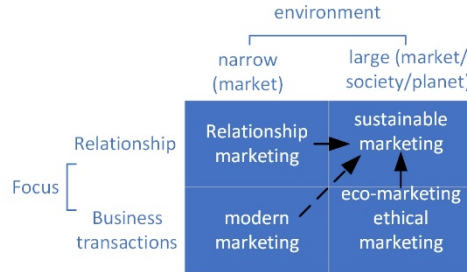 environment
narrow
(market)
large (market/
society/planet)
Relationship
Relationship
marketing
sustainable
marketing
Focus
Business
transactions
modern
marketing
eco-marketing
ethical
marketing